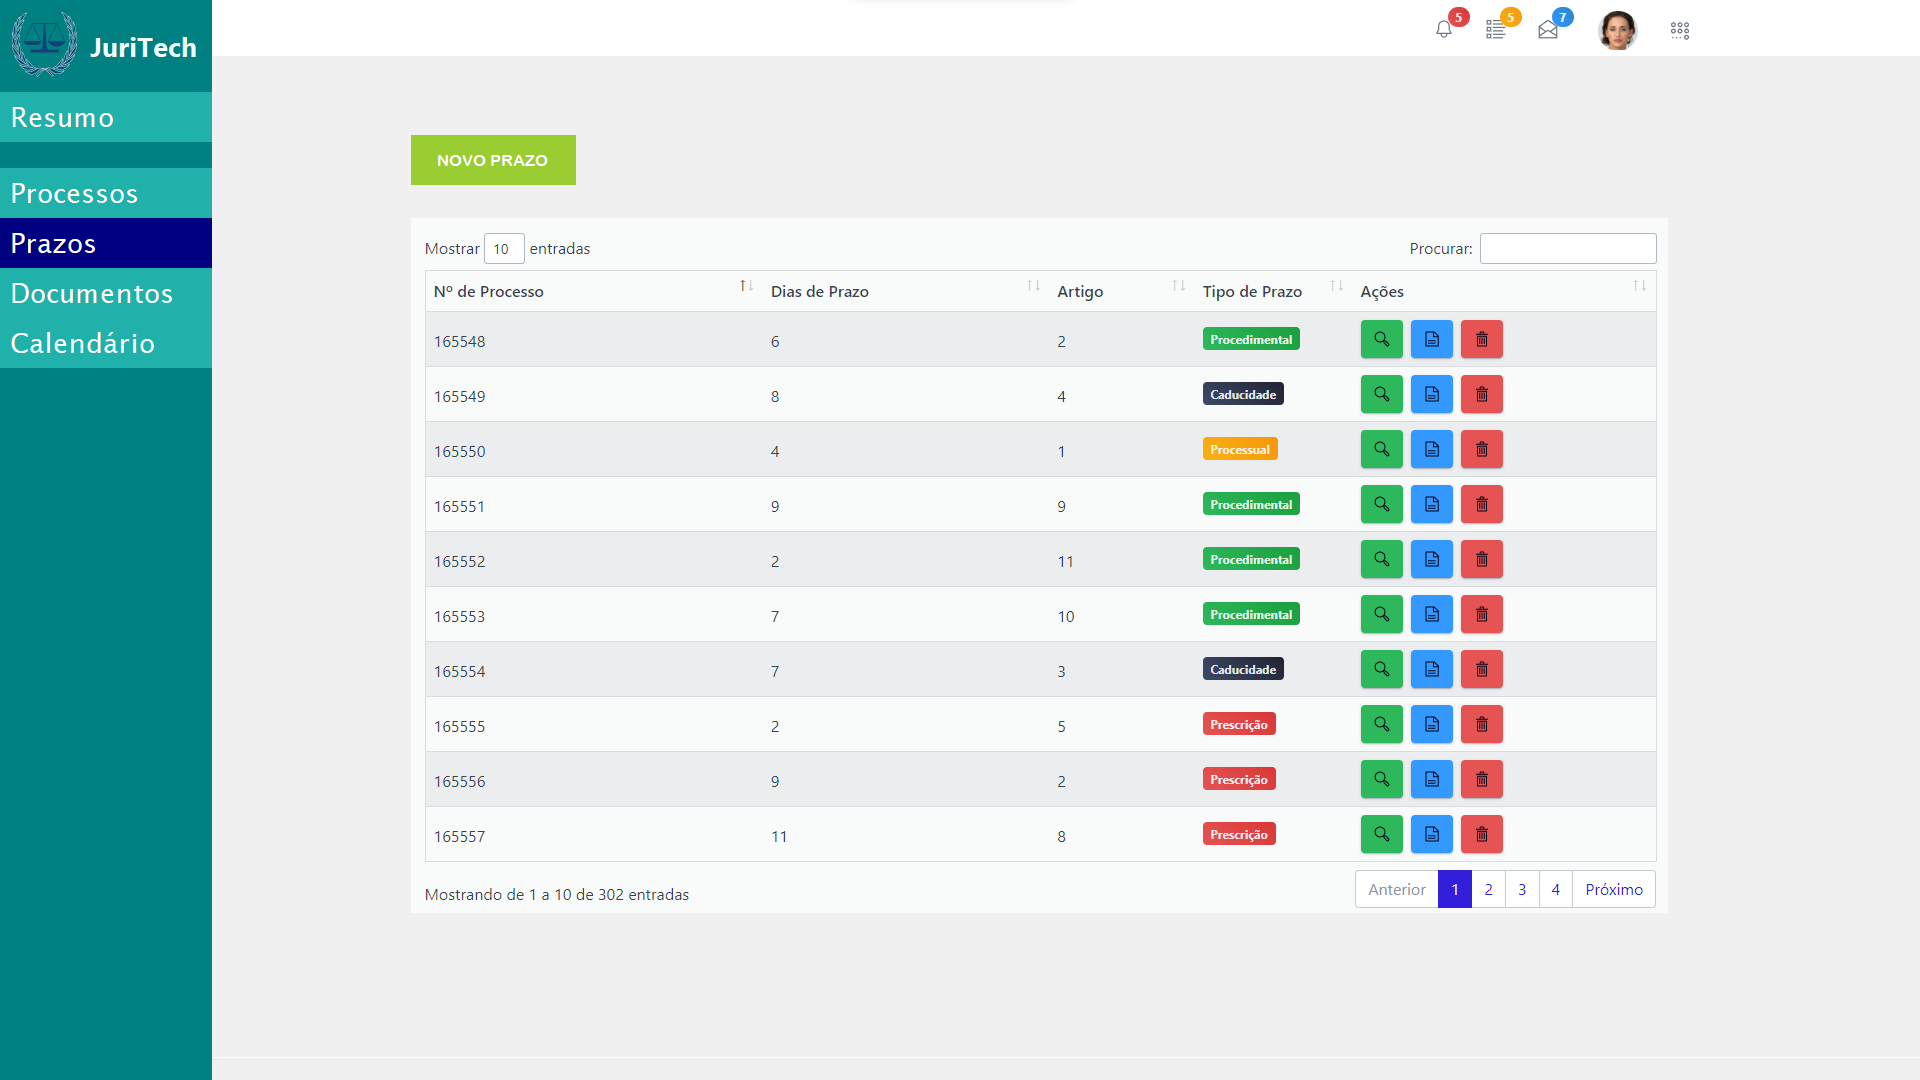 JuriTech
5 5 7
Resumo
Processos
Prazos
Documentos
Calendário
NOVO PRAZO
Mostrar 10 entradas Procurar:
Nº de Processo Dias de Prazo Artigo Tipo de Prazo Ações
165548 6 2 Procedimental
165549 8 4 Caducidade
165550 4 1 Processual
165551 9 9 Procedimental
165552 2 11 Procedimental
165553 7 10 Procedimental
165554 7 3 Caducidade
165555 2 5 Prescrição
165556 9 2 Prescrição
165557 11 8 Prescrição
Mostrando de 1 a 10 de 302 entradas Anterior 1 2 3 4 Próximo